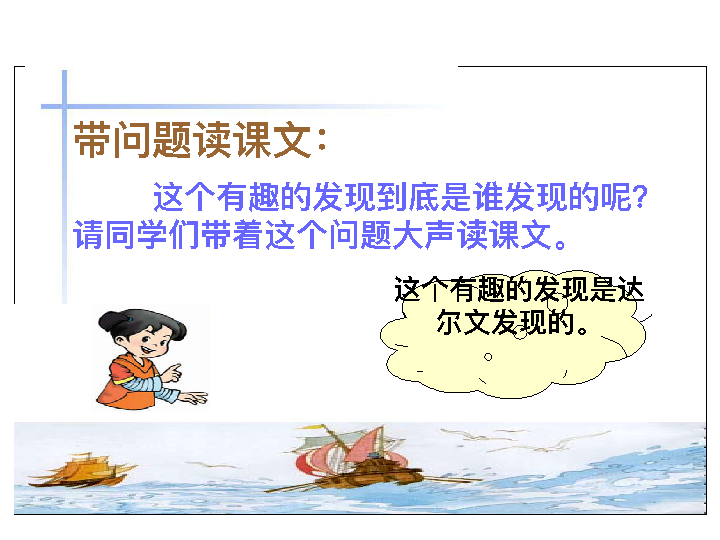 带问题读课文：
这个有趣的发现到底是谁发现的呢?
请同学们带着这个问题大声读课文。
这个有趣的发现是达
尔文发现的。